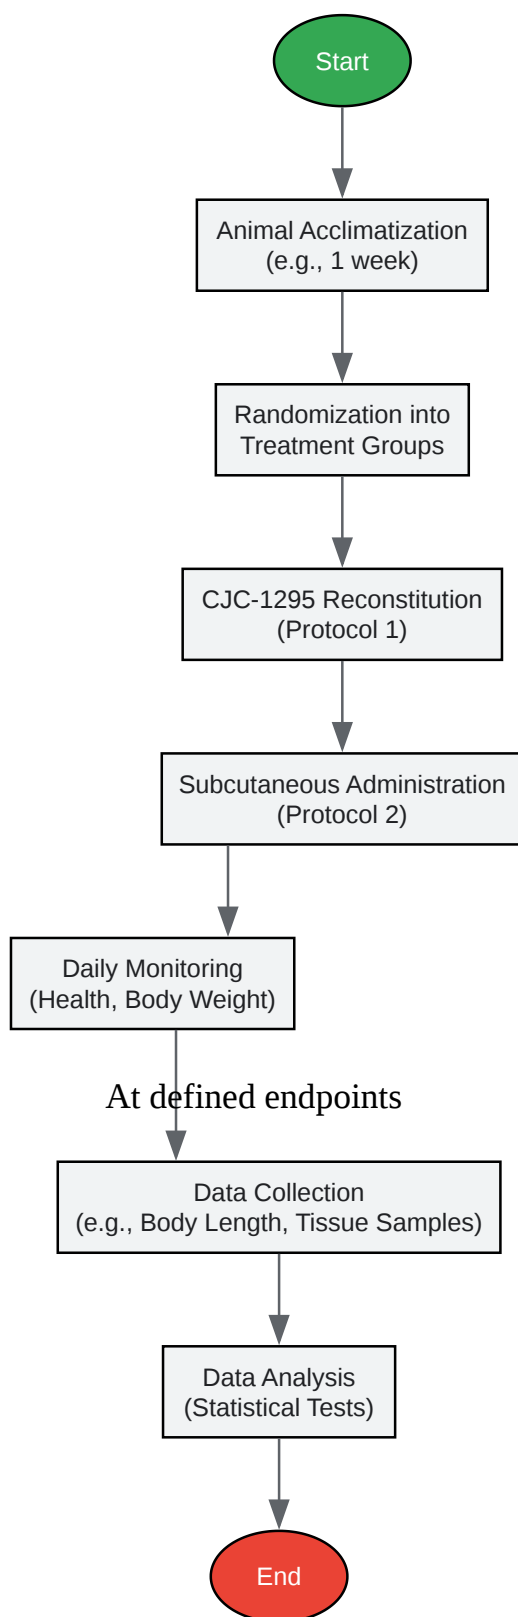 Start
Animal Acclimatization
(e.g., 1 week)
Randomization into
Treatment Groups
CJC-1295 Reconstitution
(Protocol 1)
Subcutaneous Administration
(Protocol 2)
Daily Monitoring
(Health, Body Weight)
At defined endpoints
Data Collection
(e.g., Body Length, Tissue Samples)
Data Analysis
(Statistical Tests)
End